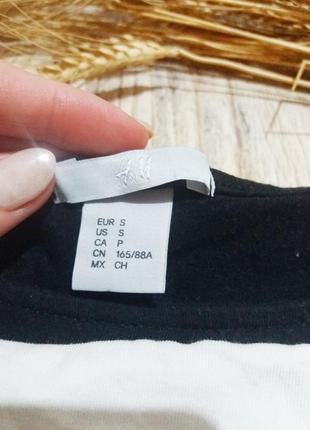 H&M
EUR S
US S
CA P
CN 165/88A
MX CH